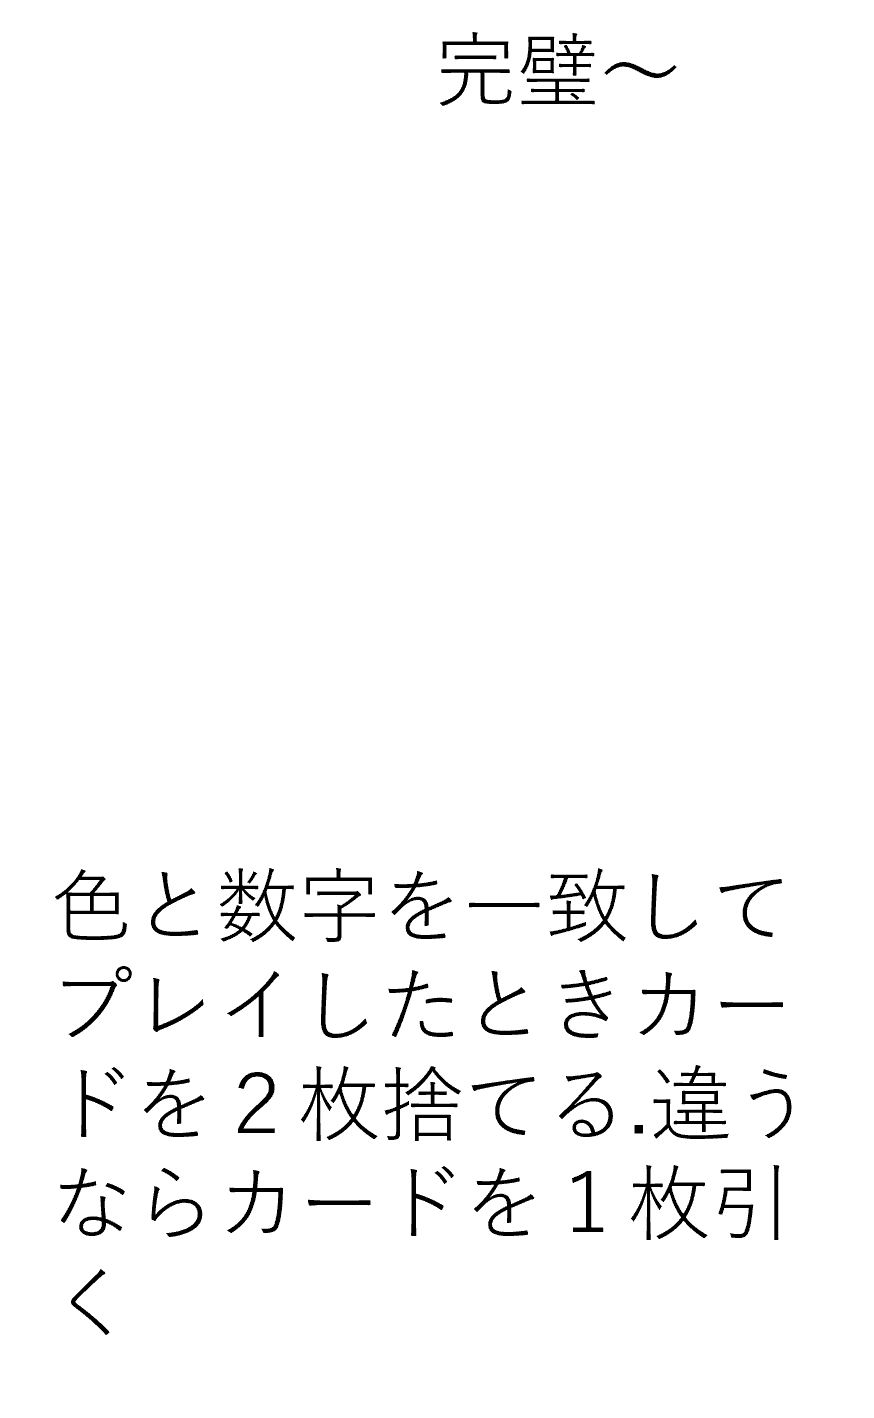 完璧～
色と数字を一致して
プレイしたときカー
ドを２枚捨てる.違う
ならカードを１枚引
く